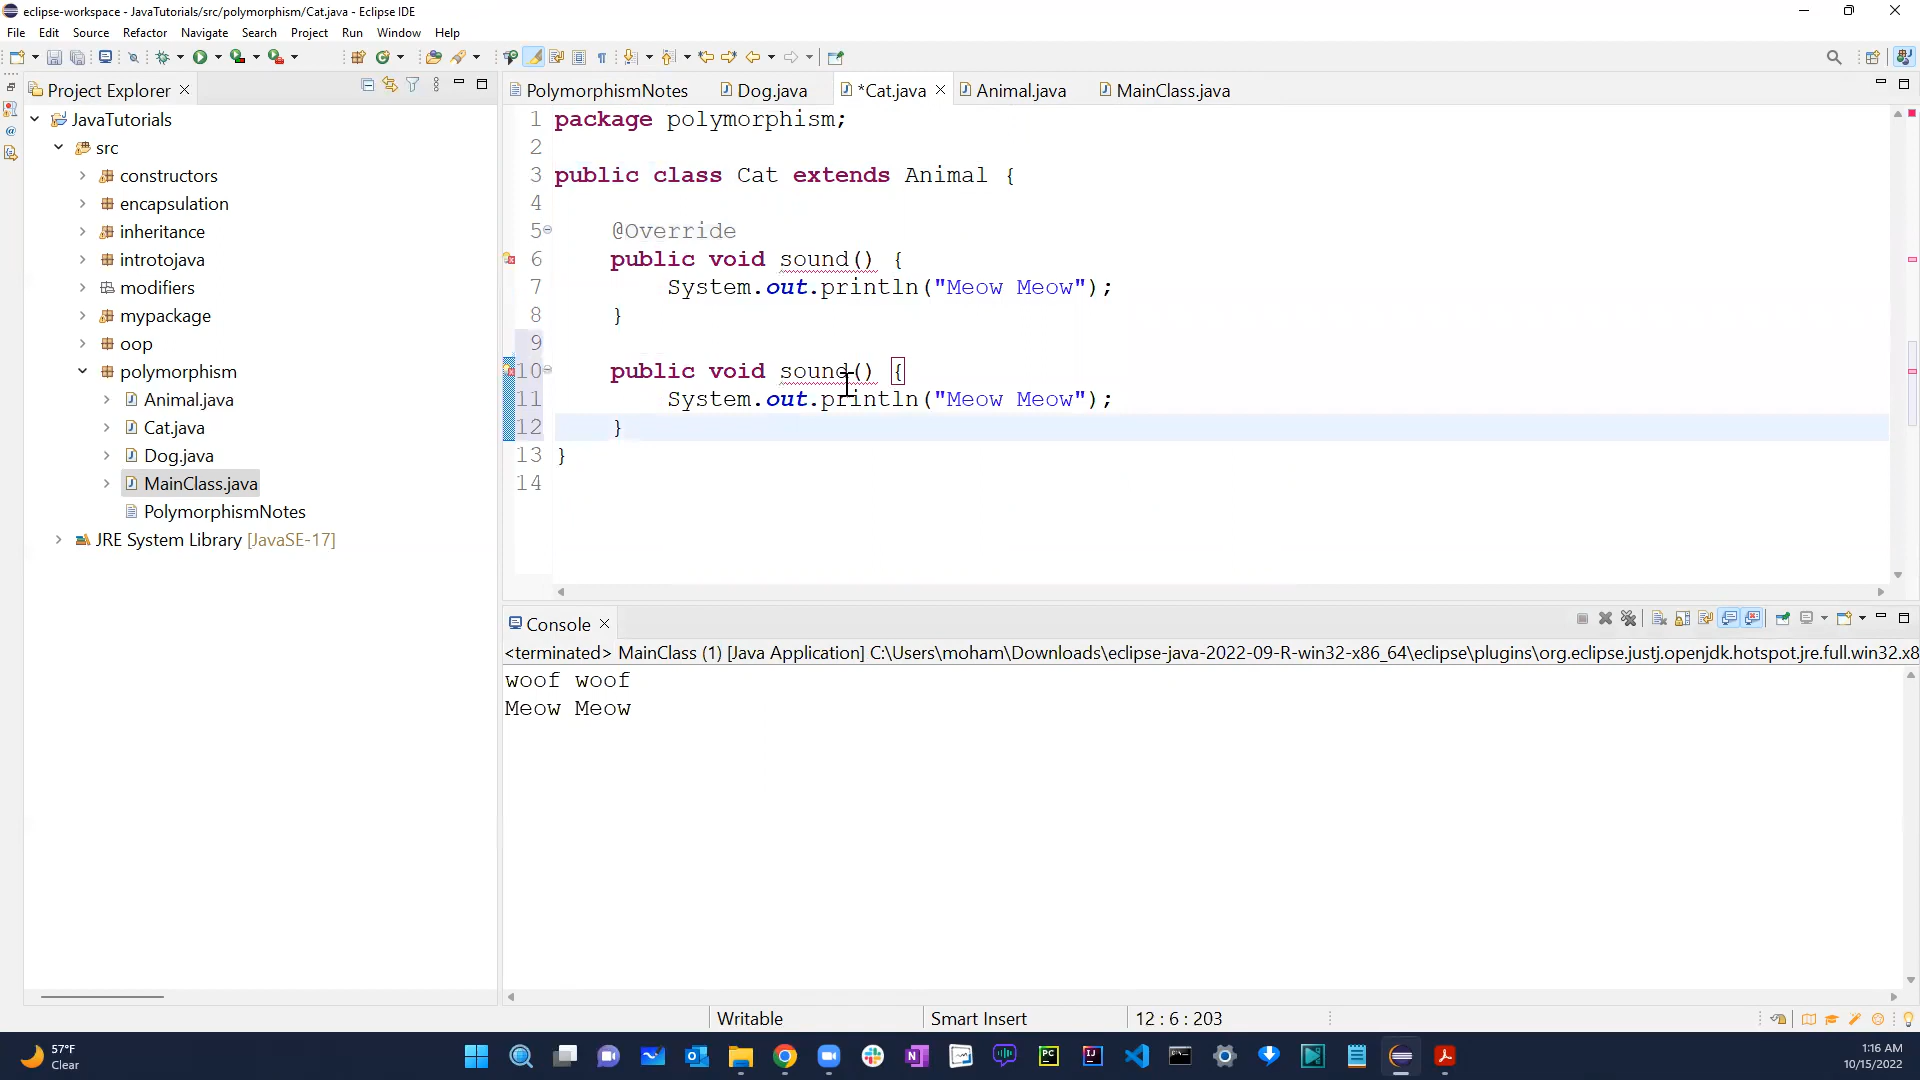 eclipse-workspace - JavaTutorials/src/polymorphism/Cat.java - Eclipse IDE
File Edit Source Refactor Navigate Search Project Run Window Help
Project Explorer
JavaTutorials
src
constructors
encapsulation
inheritance
introtojava
modifiers
mypackage
oop
polymorphism
Animal.java
Cat.java
Dog.java
MainClass.java
PolymorphismNotes
JRE System Library [JavaSE-17]
PolymorphismNotes Dog.java *Cat.java Animal.java MainClass.java
1 package polymorphism;
2
3 public class Cat extends Animal {
4
5 @Override
6 public void sound() {
7 System.out.println("Meow Meow");
8 }
9
10 public void sound() {
11 System.out.println("Meow Meow");
12 }
13 }
14
Console
<terminated> MainClass (1) [Java Application] C:\Users\moham\Downloads\eclipse-java-2022-09-R-win32-x86_64\eclipse\plugins\org.eclipse.justj.openjdk.hotspot.jre.full.win32.x8
woof woof
Meow Meow
Writable Smart Insert 12 : 6 : 203
57°F
Clear
1:16 AM
10/15/2022